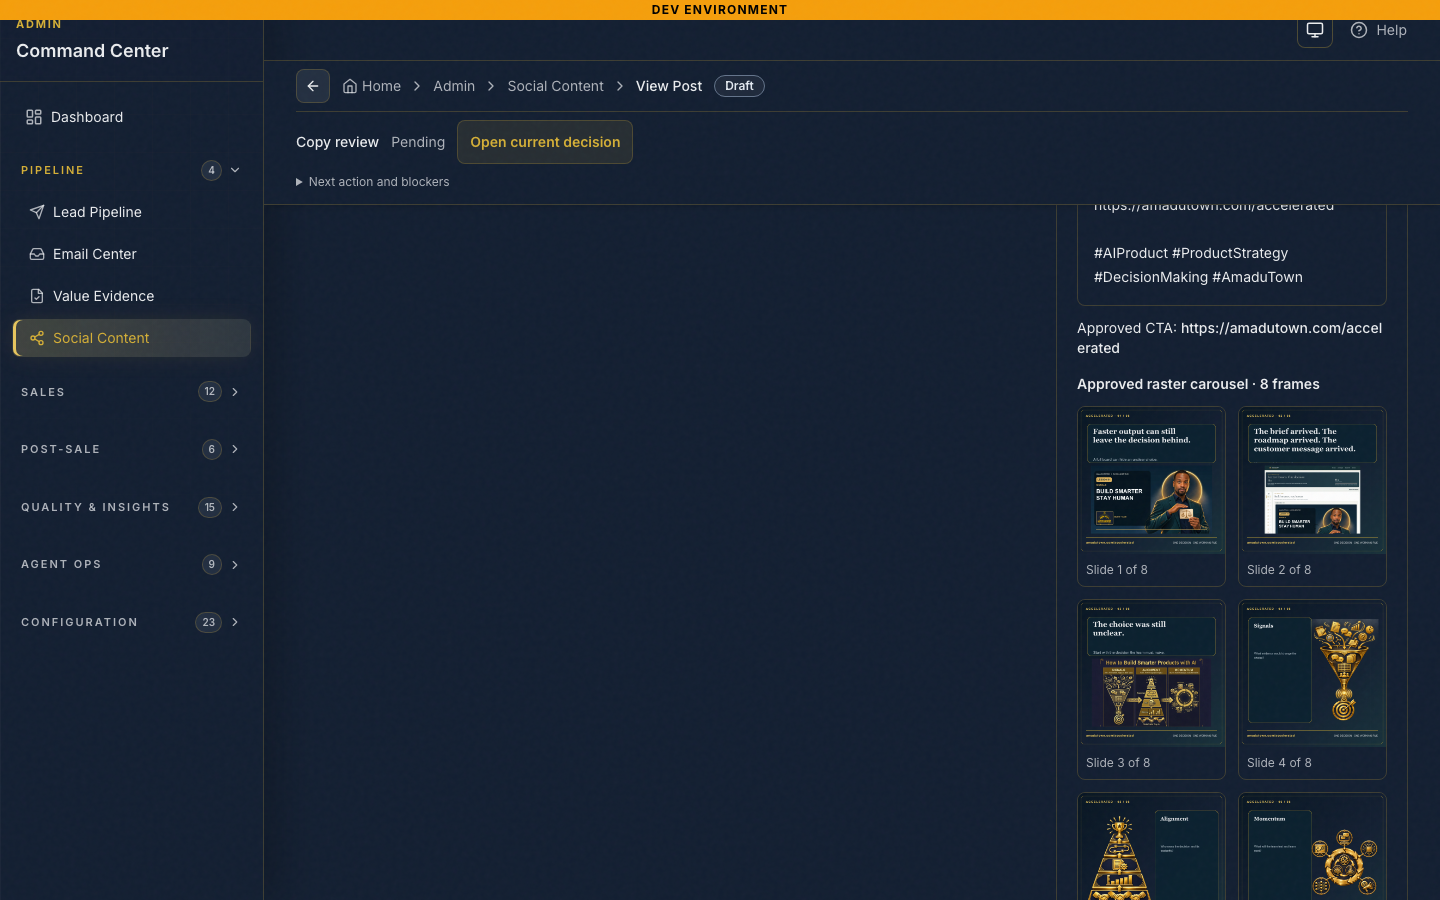 DEV ENVIRONMENT
ADMIN
Command Center
Help
Dashboard
PIPELINE
4
Lead Pipeline
Email Center
Value Evidence
Social Content
SALES
12
POST-SALE
6
QUALITY & INSIGHTS
15
AGENT OPS
9
CONFIGURATION
23
Home
Admin
Social Content
View Post
Draft
Copy review
Pending
Open current decision
Next action and blockers
https://amadutown.com/accelerated
#AIProduct #ProductStrategy
#DecisionMaking #AmaduTown
Approved CTA: https://amadutown.com/accel
erated
Approved raster carousel · 8 frames
Faster output can still
leave the decision behind.
BUILD SMARTER
STAY HUMAN
Slide 1 of 8
The brief arrived. The
roadmap arrived. The
customer message arrived.
BUILD SMARTER
STAY HUMAN
Slide 2 of 8
The choice was still
unclear.
How to Build Smarter Products with AI
Slide 3 of 8
Signals
Slide 4 of 8
Alignment
Momentum